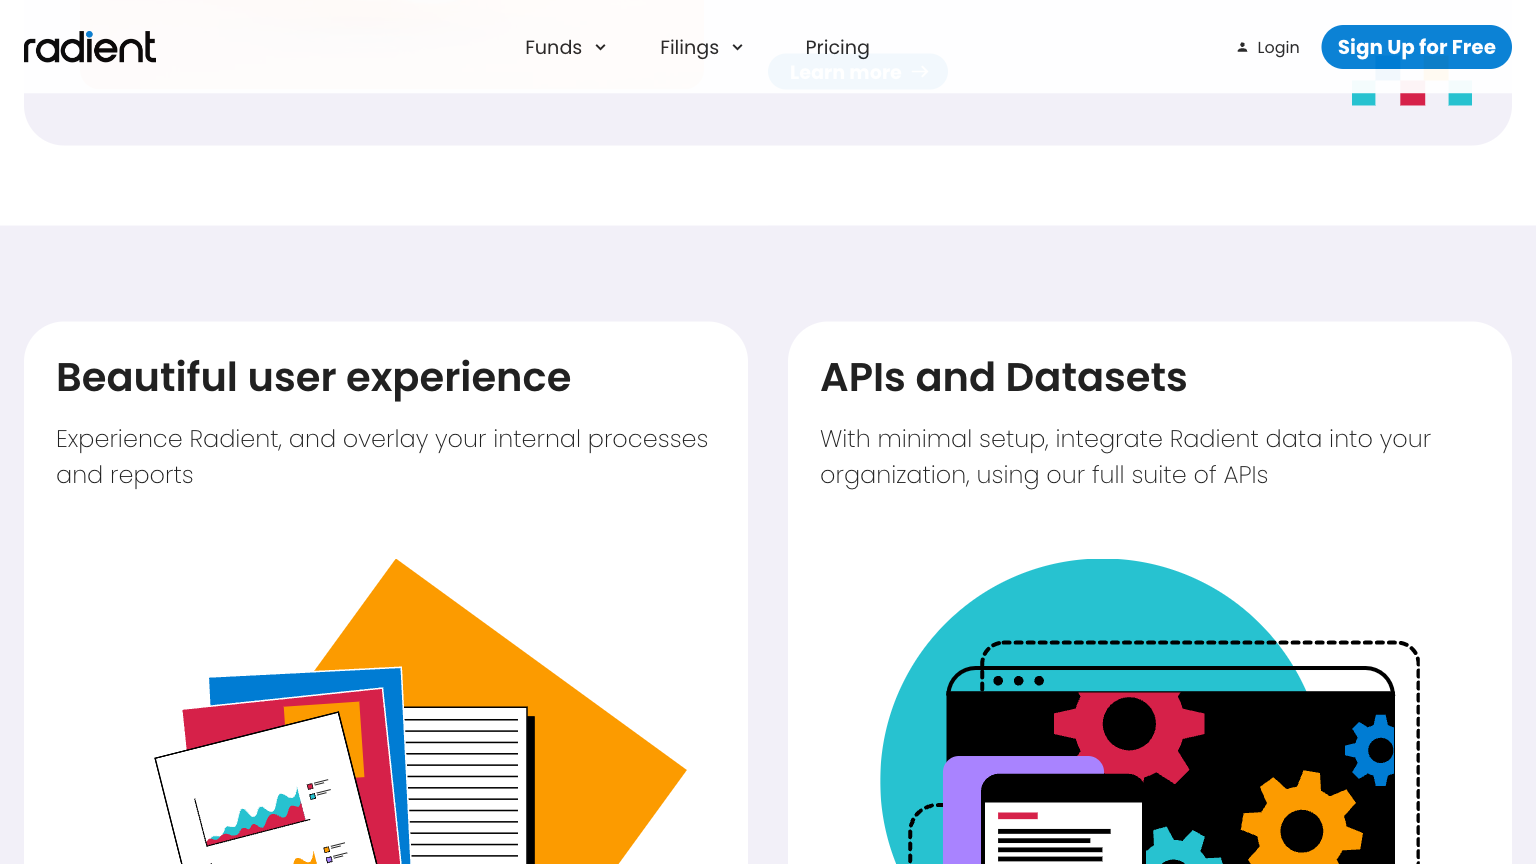 radient
Funds
Filings
Pricing
Login
Sign Up for Free
Learn more
Beautiful user experience
Experience Radient, and overlay your internal processes
and reports
APIs and Datasets
With minimal setup, integrate Radient data into your
organization, using our full suite of APIs